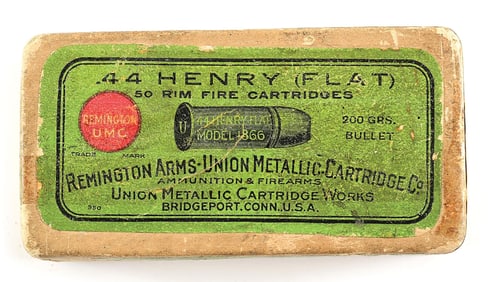 .44 HENRY (FLAT)
50 RIM FIRE CARTRIDGES
REMINGTON
UMC.
TRADE MARK
U
.44 HENRY FLAT
MODEL 1866
200 GRS.
BULLET
REMINGTON ARMS-UNION METALLIC CARTRIDGE CO
AMMUNITION & FIREARMS
UNION METALLIC CARTRIDGE WORKS
BRIDGEPORT. CONN. U.S.A.